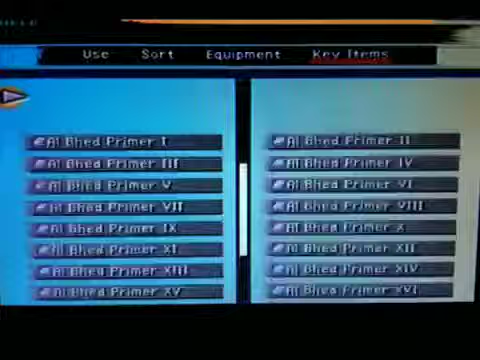 Use Sort Equipment Key Items
Al Bhed Primer I Al Bhed Primer II
Al Bhed Primer III Al Bhed Primer IV
Al Bhed Primer V Al Bhed Primer VI
Al Bhed Primer VII Al Bhed Primer VIII
Al Bhed Primer IX Al Bhed Primer X
Al Bhed Primer XI Al Bhed Primer XII
Al Bhed Primer XIII Al Bhed Primer XIV
Al Bhed Primer XV Al Bhed Primer XVI